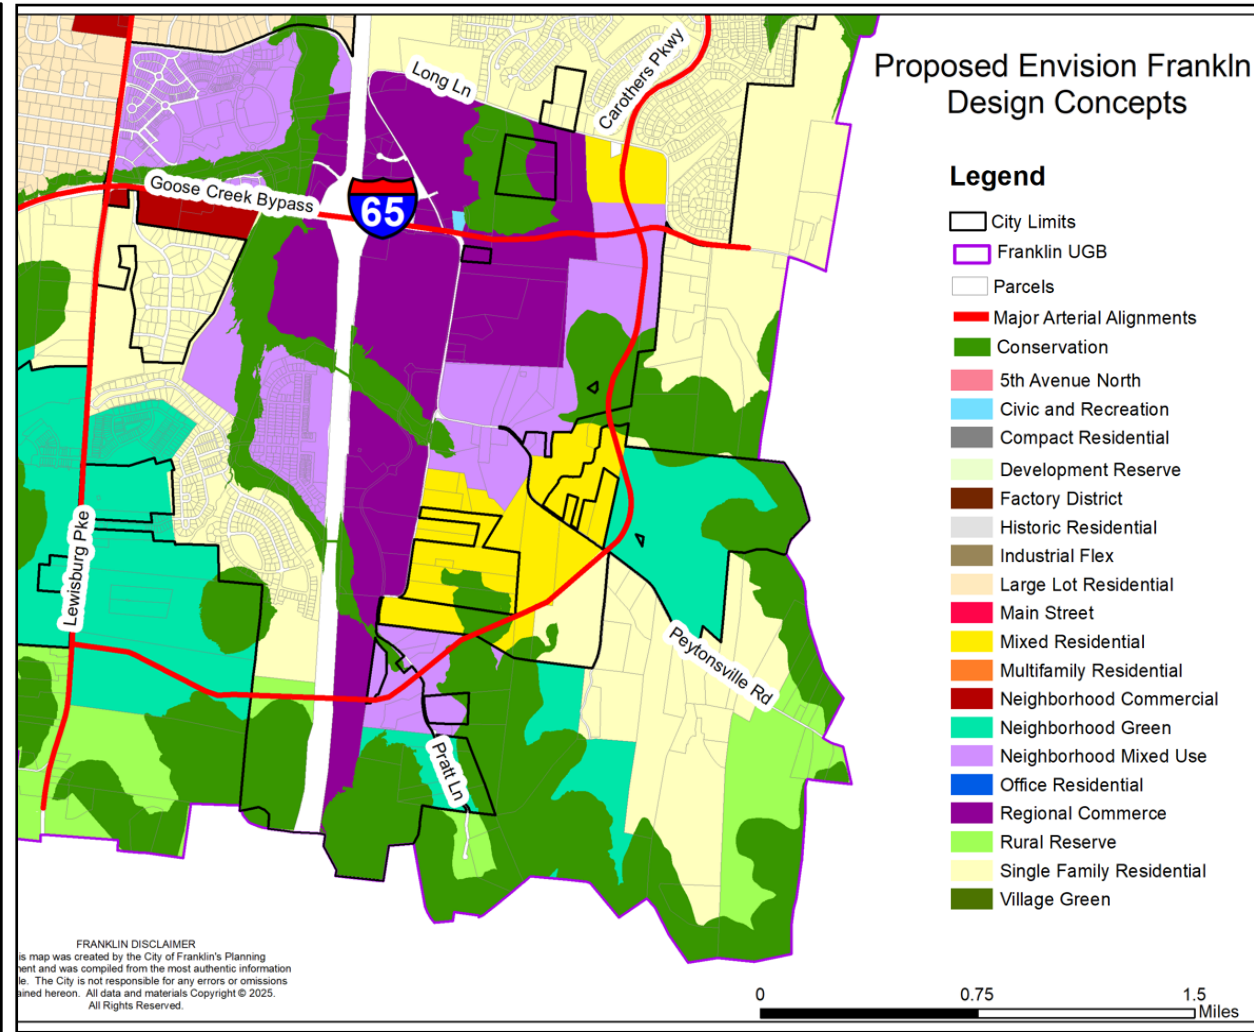 Proposed Envision Frankln
Design Concepts
Long Ln
Carothers Pkwy
Goose Creek Bypass
65
Lewisburg Pke
Peytonsville Rd
Pratt Ln
Legend
City Limits
Franklin UGB
Parcels
Major Arterial Alignments
Conservation
5th Avenue North
Civic and Recreation
Compact Residential
Development Reserve
Factory District
Historic Residential
Industrial Flex
Large Lot Residential
Main Street
Mixed Residential
Multifamily Residential
Neighborhood Commercial
Neighborhood Green
Neighborhood Mixed Use
Office Residential
Regional Commerce
Rural Reserve
Single Family Residential
Village Green
FRANKLIN DISCLAIMER
is map was created by the City of Franklin's Planning
ent and was compiled from the most authentic information
le. The City is not responsible for any errors or omissions
ained hereon. All data and materials Copyright © 2025.
All Rights Reserved.
0 0.75 1.5
Miles